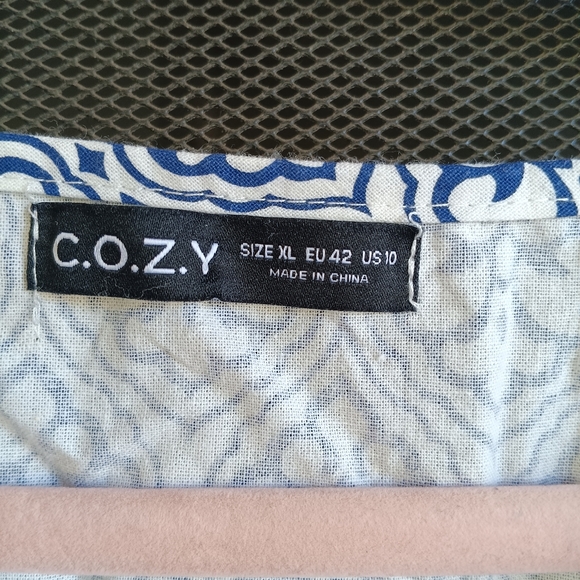 C.O.Z.Y SIZE XL EU 42 US 10
MADE IN CHINA